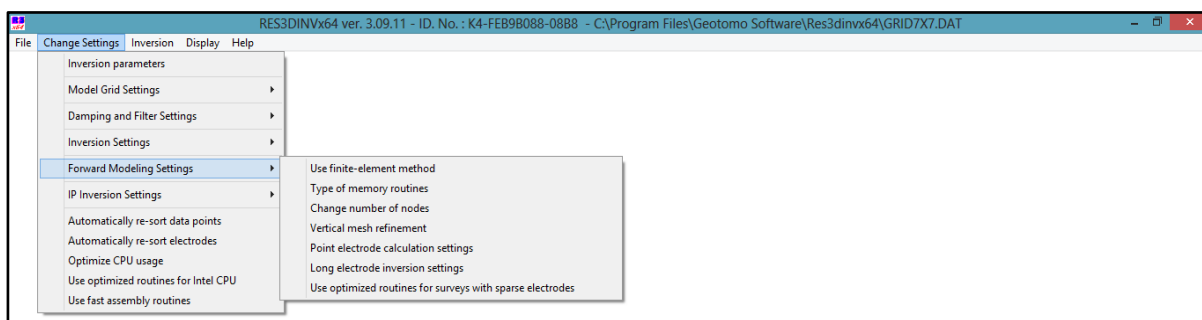 RES3DINVx64 ver. 3.09.11 - ID. No. : K4-FEB9B088-08B8 - C:\Program Files\Geotomo Software\Res3dinvx64\GRID7X7.DAT
File Change Settings Inversion Display Help
Inversion parameters
Model Grid Settings
Damping and Filter Settings
Inversion Settings
Forward Modeling Settings
IP Inversion Settings
Automatically re-sort data points
Automatically re-sort electrodes
Optimize CPU usage
Use optimized routines for Intel CPU
Use fast assembly routines
Use finite-element method
Type of memory routines
Change number of nodes
Vertical mesh refinement
Point electrode calculation settings
Long electrode inversion settings
Use optimized routines for surveys with sparse electrodes